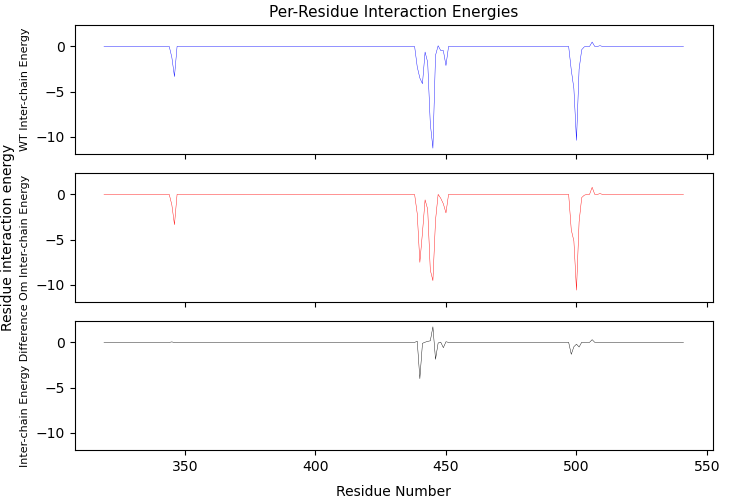 Per-Residue Interaction Energies
WT Inter-chain Energy
0
−5
−10
Residue interaction energy
Om Inter-chain Energy
0
−5
−10
Inter-chain Energy Difference
0
−5
−10
350
400
450
500
550
Residue Number